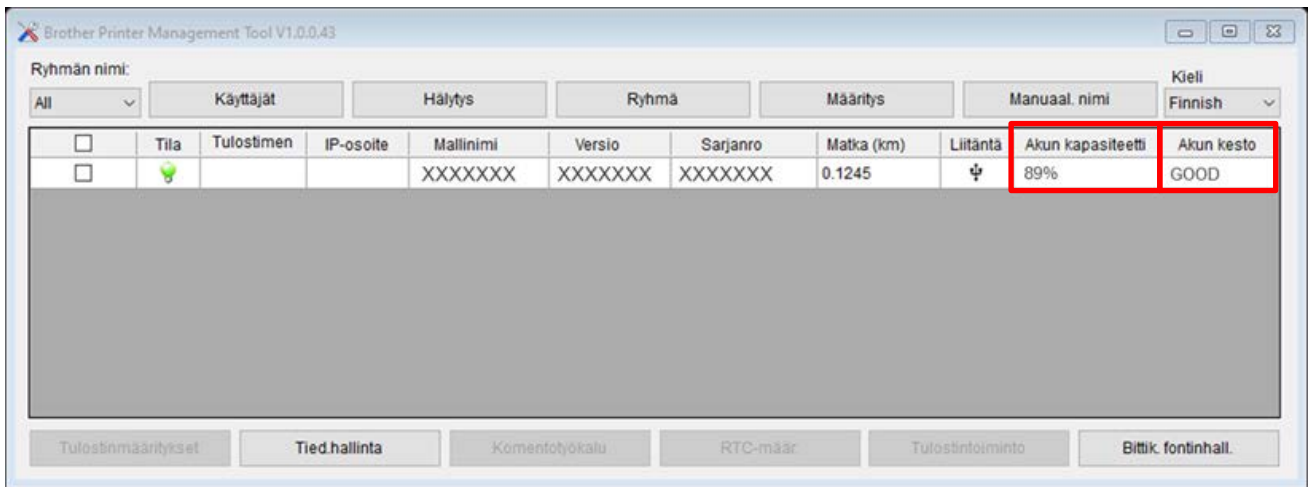 Brother Printer Management Tool V1.0.0.43
Ryhmän nimi:
Kieli
All Käyttäjät Hälytys Ryhmä Määritys Manuaal. nimi Finnish
Tila Tulostimen IP-osoite Mallinimi Versio Sarjanro Matka (km) Liitäntä Akun kapasiteetti Akun kesto
XXXXXXX XXXXXXX XXXXXXX 0.1245 89% GOOD
Tulostinmääritykset Tied.hallinta Komentotyökalu RTC-määr. Tulostintoiminto Bittik. fontinhall.